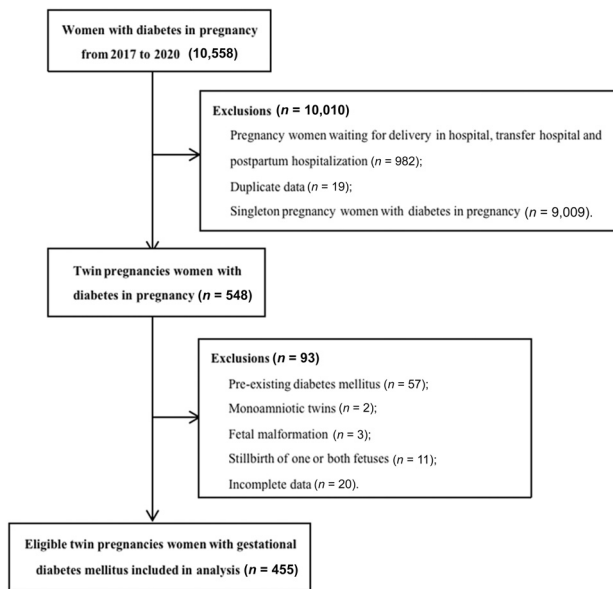 Women with diabetes in pregnancy
from 2017 to 2020 (10,558)
Exclusions (n = 10,010)
Pregnancy women waiting for delivery in hospital, transfer hospital and
postpartum hospitalization (n = 982);
Duplicate data (n = 19);
Singleton pregnancy women with diabetes in pregnancy (n = 9,009).
Twin pregnancies women with
diabetes in pregnancy (n = 548)
Exclusions (n = 93)
Pre-existing diabetes mellitus (n = 57);
Monoamniotic twins (n = 2);
Fetal malformation (n = 3);
Stillbirth of one or both fetuses (n = 11);
Incomplete data (n = 20).
Eligible twin pregnancies women with gestational
diabetes mellitus included in analysis (n = 455)